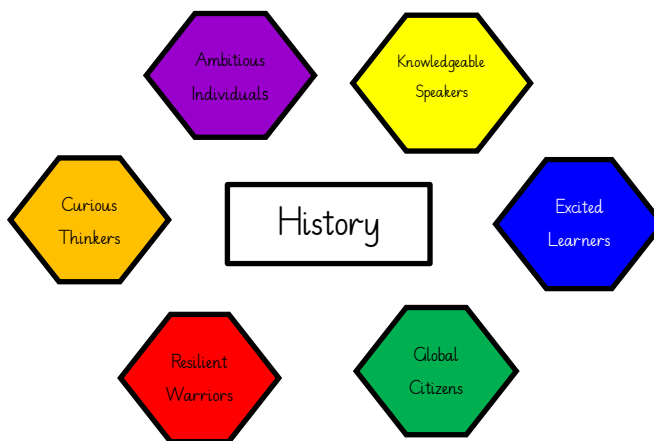 Ambitious
Individuals
Knowledgeable
Speakers
Curious
Thinkers
History
Excited
Learners
Resilient
Warriors
Global
Citizens